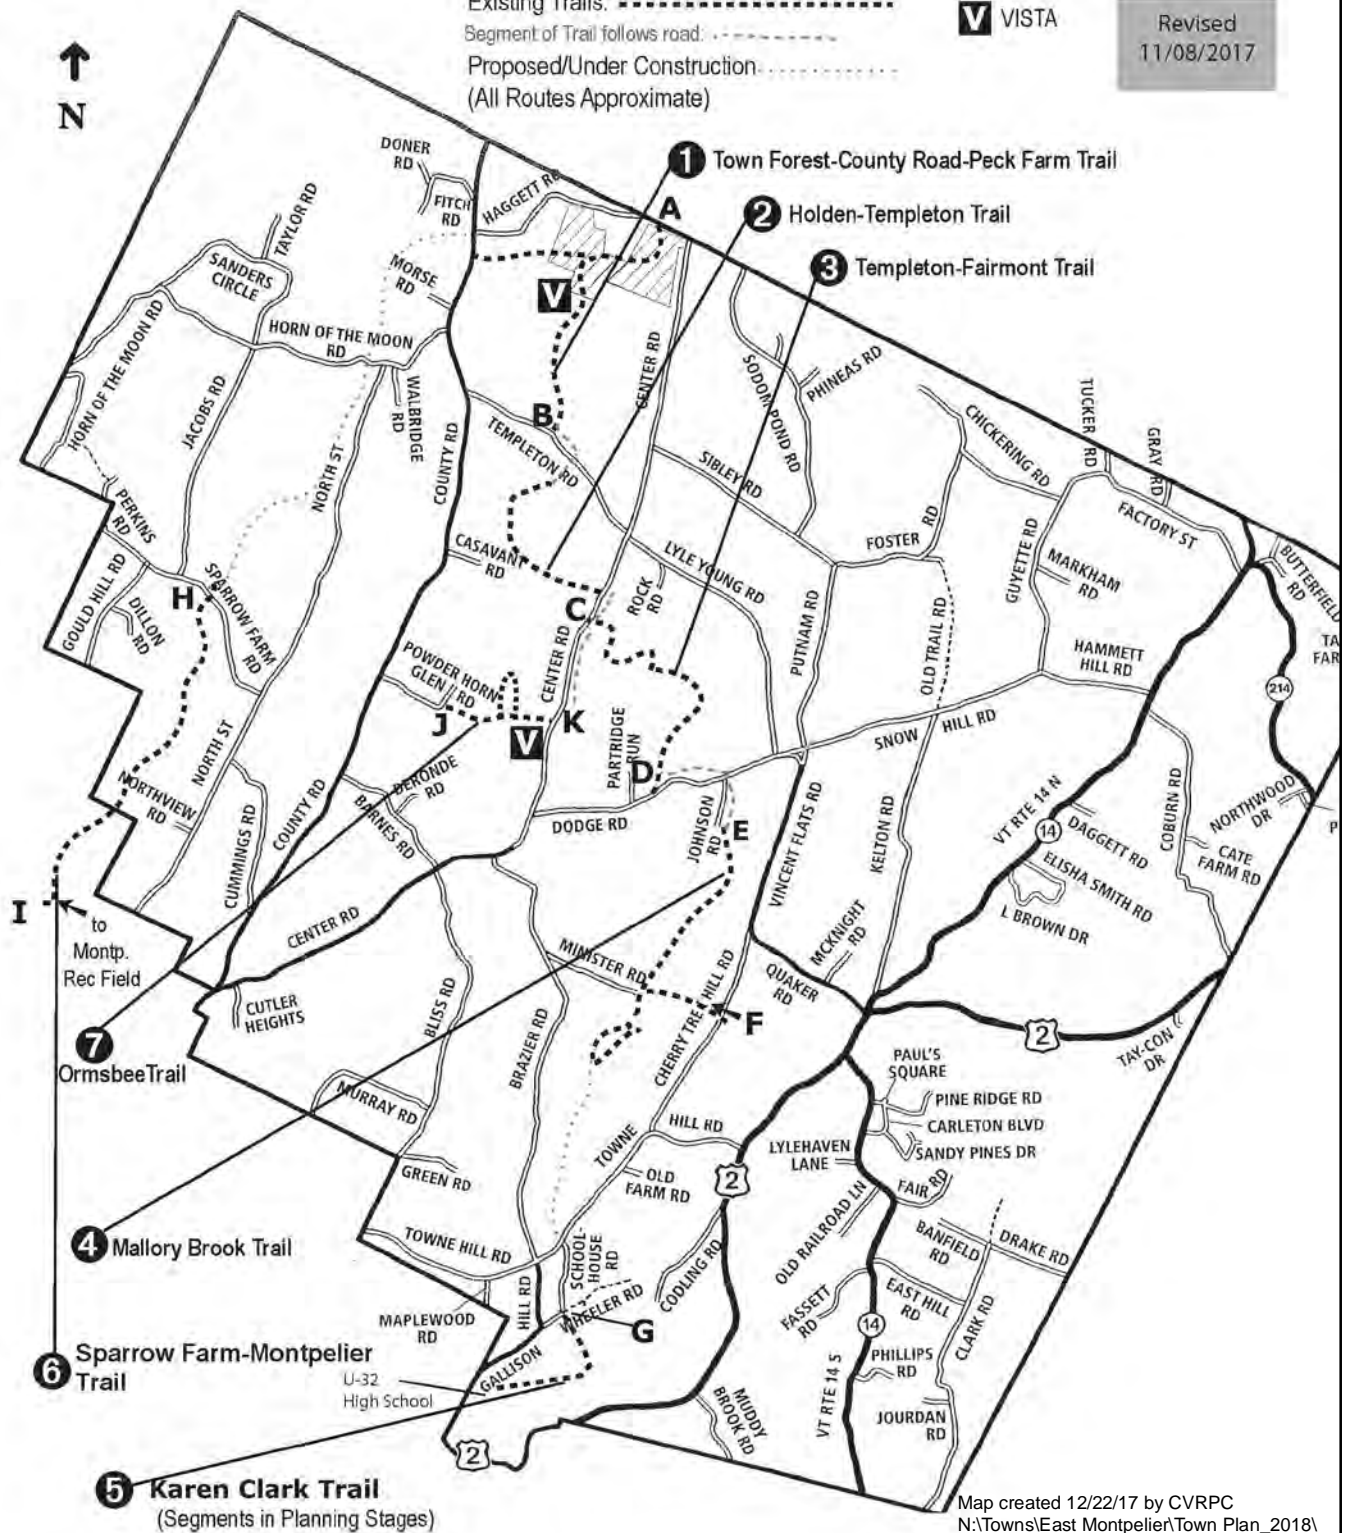 Existing Trails:
Segment of Trail follows road:
Proposed/Under Construction
(All Routes Approximate)
V VISTA
Revised
11/08/2017
N
1 Town Forest-County Road-Peck Farm Trail
2 Holden-Templeton Trail
3 Templeton-Fairmont Trail
DONER
RD
FITCH
RD
HAGGETT RD
A
TAYLOR RD
SANDERS
CIRCLE
MORSE
RD
V
HORN OF THE MOON RD
HORN OF THE MOON
RD
JACOBS RD
WALBRIDGE
RD
NORTH ST
COUNTY RD
B
TEMPLETON RD
CENTER RD
SODOM POND RD
PHINEAS RD
SIBLEY RD
CHICKERING RD
TUCKER RD
GRAY RD
FACTORY ST
FOSTER
RD
GUYETTE RD
MARKHAM
RD
BUTTERFIELD
RD
TA
FAR
PERKINS
RD
GOULD HILL RD
DILLON
RD
H
SPARROW FARM
RD
CASAVANT
RD
C
ROCK
RD
LYLE YOUNG RD
PUTNAM RD
OLD TRAIL RD
HAMMETT
HILL RD
214
POWDER HORN
GLEN RD
J
V
K
CENTER RD
PARTRIDGE
RUN
D
SNOW HILL RD
NORTH ST
NORTHVIEW
RD
CUMMINGS RD
COUNTY RD
DERONDE
RD
BARNES RD
DODGE RD
JOHNSON
RD
E
VINCENT FLATS RD
KELTON RD
VT RTE 14 N
14
DAGGETT RD
ELISHA SMITH RD
L BROWN DR
COBURN RD
CATE
FARM RD
NORTHWOOD
DR
P
I
to
Montp.
Rec Field
CENTER RD
CUTLER
HEIGHTS
BLISS RD
MINISTER RD
BRAZIER RD
CHERRY TREE HILL RD
F
QUAKER
RD
MCKNIGHT
RD
2
TAY-CON
DR
7
OrmsbeeTrail
MURRAY RD
GREEN RD
PAUL'S
SQUARE
PINE RIDGE RD
CARLETON BLVD
SANDY PINES DR
LYLEHAVEN
LANE
HILL RD
TOWNE
OLD
FARM RD
2
FAIR RD
OLD RAILROAD LN
BANFIELD
RD
DRAKE RD
4 Mallory Brook Trail
TOWNE HILL RD
SCHOOL-
HOUSE
RD
CODLING RD
FASSETT
RD
EAST HILL
RD
CLARK RD
MAPLEWOOD
RD
HILL RD
WHEELER RD
G
14
6 Sparrow Farm-Montpelier
Trail
U-32
High School
GALLISON
PHILLIPS
RD
VT RTE 14 S
MUDDY
BROOK RD
JOURDAN
RD
2
5 Karen Clark Trail
(Segments in Planning Stages)
Map created 12/22/17 by CVRPC
N:\Towns\East Montpelier\Town Plan_2018\